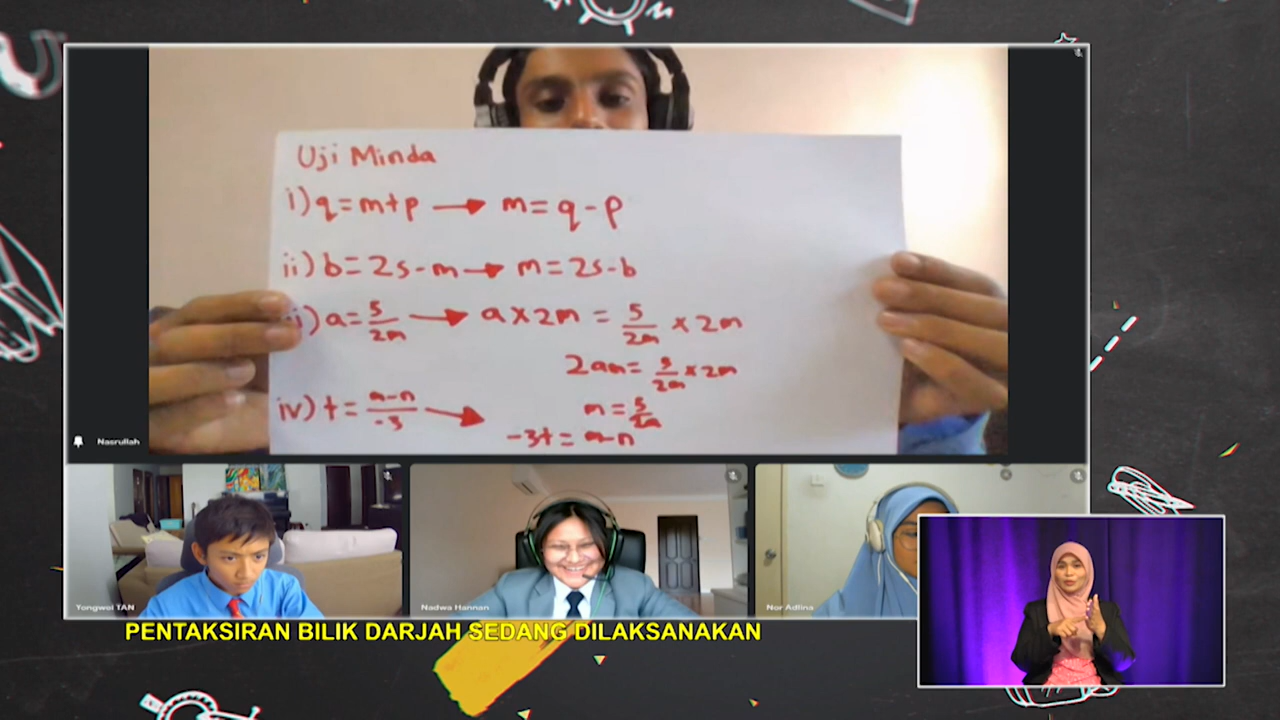 Uji Minda
i) q = m + p → m = q - p
ii) b = 2s - m → m = 2s - b
i) a = 5/2m → a × 2m = 5/2m × 2m
2am = 5/2m × 2m
m = 5/2a
iv) t = m-n/-3 →
-3t = m-n
Nasrullah
Yongwoi TAN
Nadwa Hannan
Nor Adlina
PENTAKSIRAN BILIK DARJAH SEDANG DILAKSANAKAN